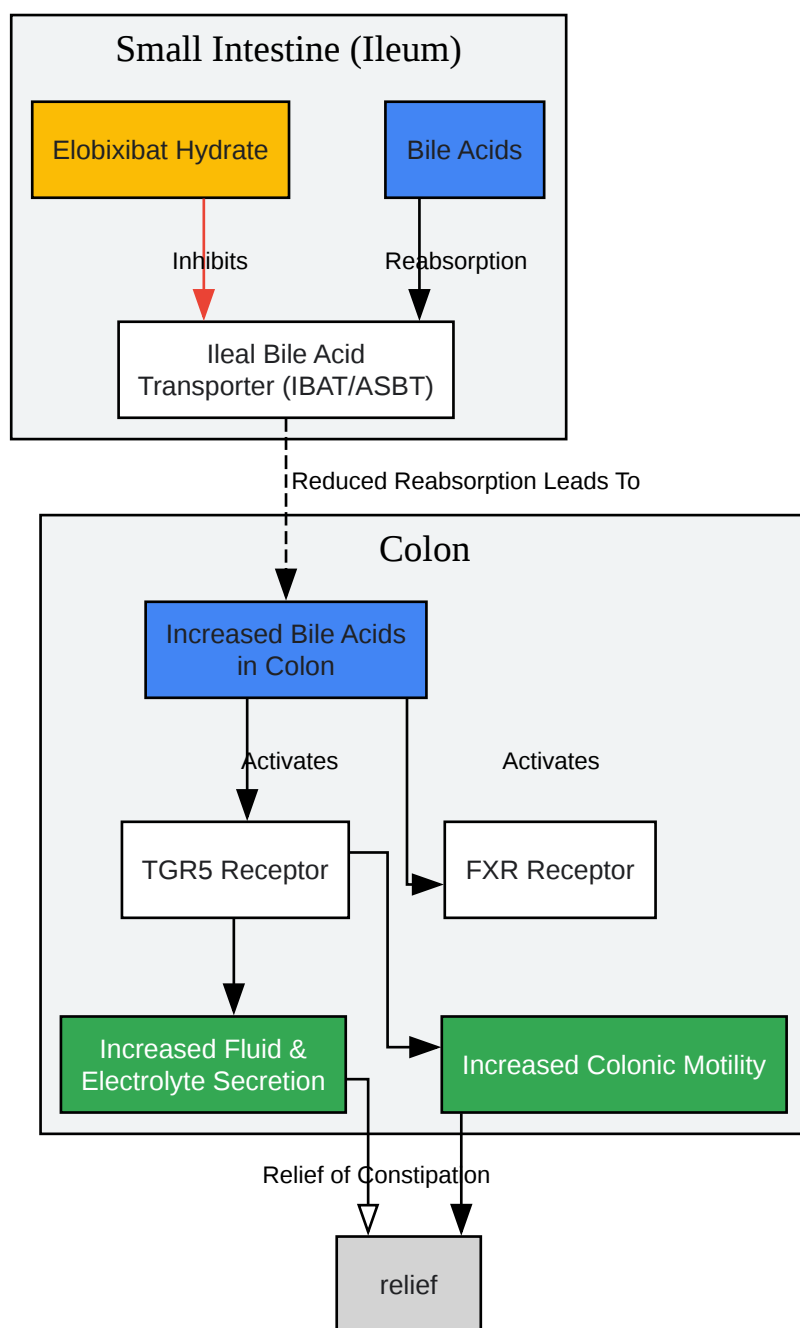 Small Intestine (Ileum)
Elobixibat Hydrate
Bile Acids
Inhibits
Reabsorption
Ileal Bile Acid
Transporter (IBAT/ASBT)
Reduced Reabsorption Leads To
Colon
Increased Bile Acids
in Colon
Activates
Activates
TGR5 Receptor
FXR Receptor
Increased Fluid &
Electrolyte Secretion
Increased Colonic Motility
Relief of Constipation
relief